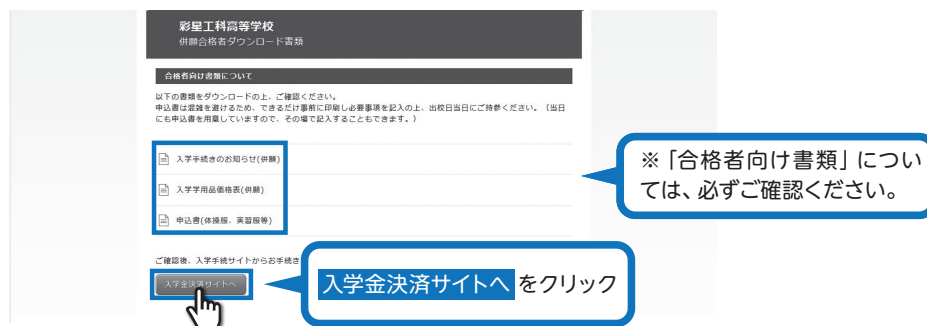 彩星工科高等学校
併願合格者ダウンロード書類
合格者向け書類について
以下の書類をダウンロードの上、ご確認ください。
申込書は混雑を避けるため、できるだけ事前に印刷し必要事項を記入の上、出校日当日にご持参ください。（当日
にも申込書を用意していますので、その場で記入することもできます。）
入学手続きのお知らせ(併願)
入学学用品価格表(併願)
申込書(体操服、実習服等)
※「合格者向け書類」につい
ては、必ずご確認ください。
ご確認後、入学手続サイトからお手続き
入学金決済サイトへ
入学金決済サイトへ をクリック